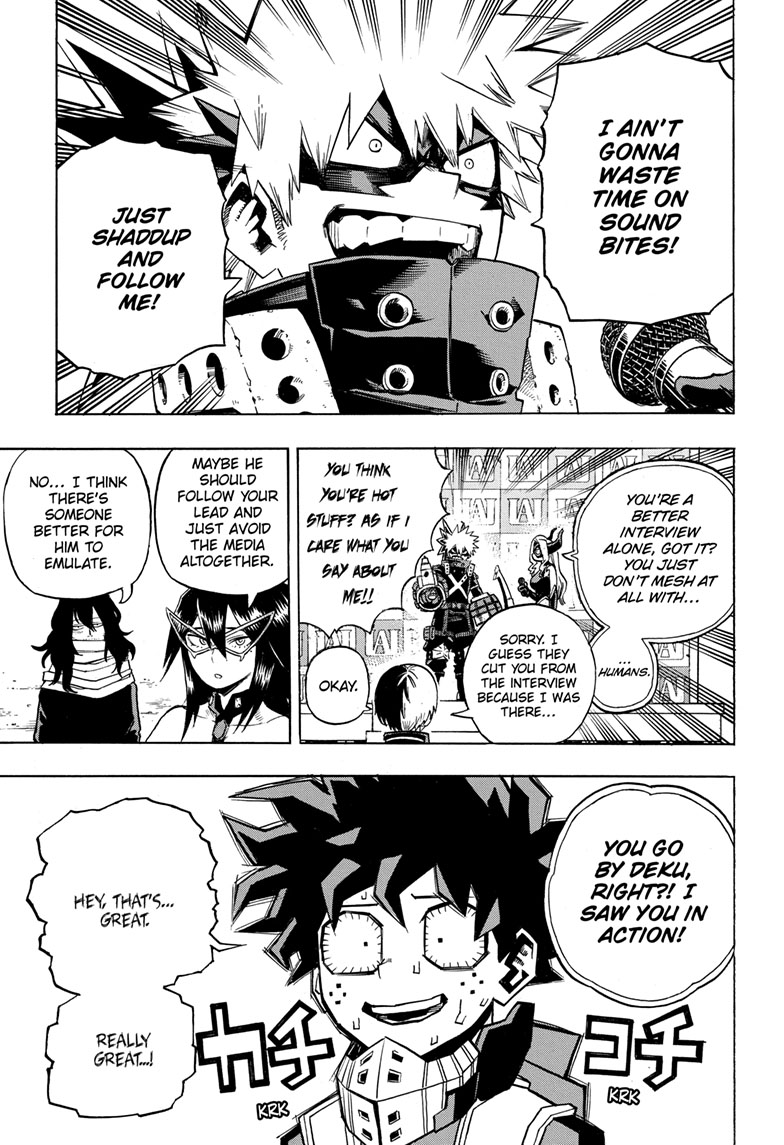 I AIN'T
GONNA
WASTE
TIME ON
SOUND
BITES!
JUST
SHADDUP
AND
FOLLOW
ME!
YOU'RE A
BETTER
INTERVIEW
ALONE, GOT IT?
YOU JUST
DON'T MESH AT
ALL WITH...
...
HUMANS.
YOU THINK
YOU'RE HOT
STUFF? AS IF I
CARE WHAT YOU
SAY ABOUT
ME!!
SORRY. I
GUESS THEY
CUT YOU FROM
THE INTERVIEW
BECAUSE I WAS
THERE...
OKAY.
MAYBE HE
SHOULD
FOLLOW YOUR
LEAD AND
JUST AVOID
THE MEDIA
ALTOGETHER.
NO... I THINK
THERE'S
SOMEONE
BETTER FOR
HIM TO
EMULATE.
YOU GO
BY DEKU,
RIGHT?! I
SAW YOU IN
ACTION!
HEY, THAT'S...
GREAT.
REALLY
GREAT...!
コチ
KRK
カチ
KRK